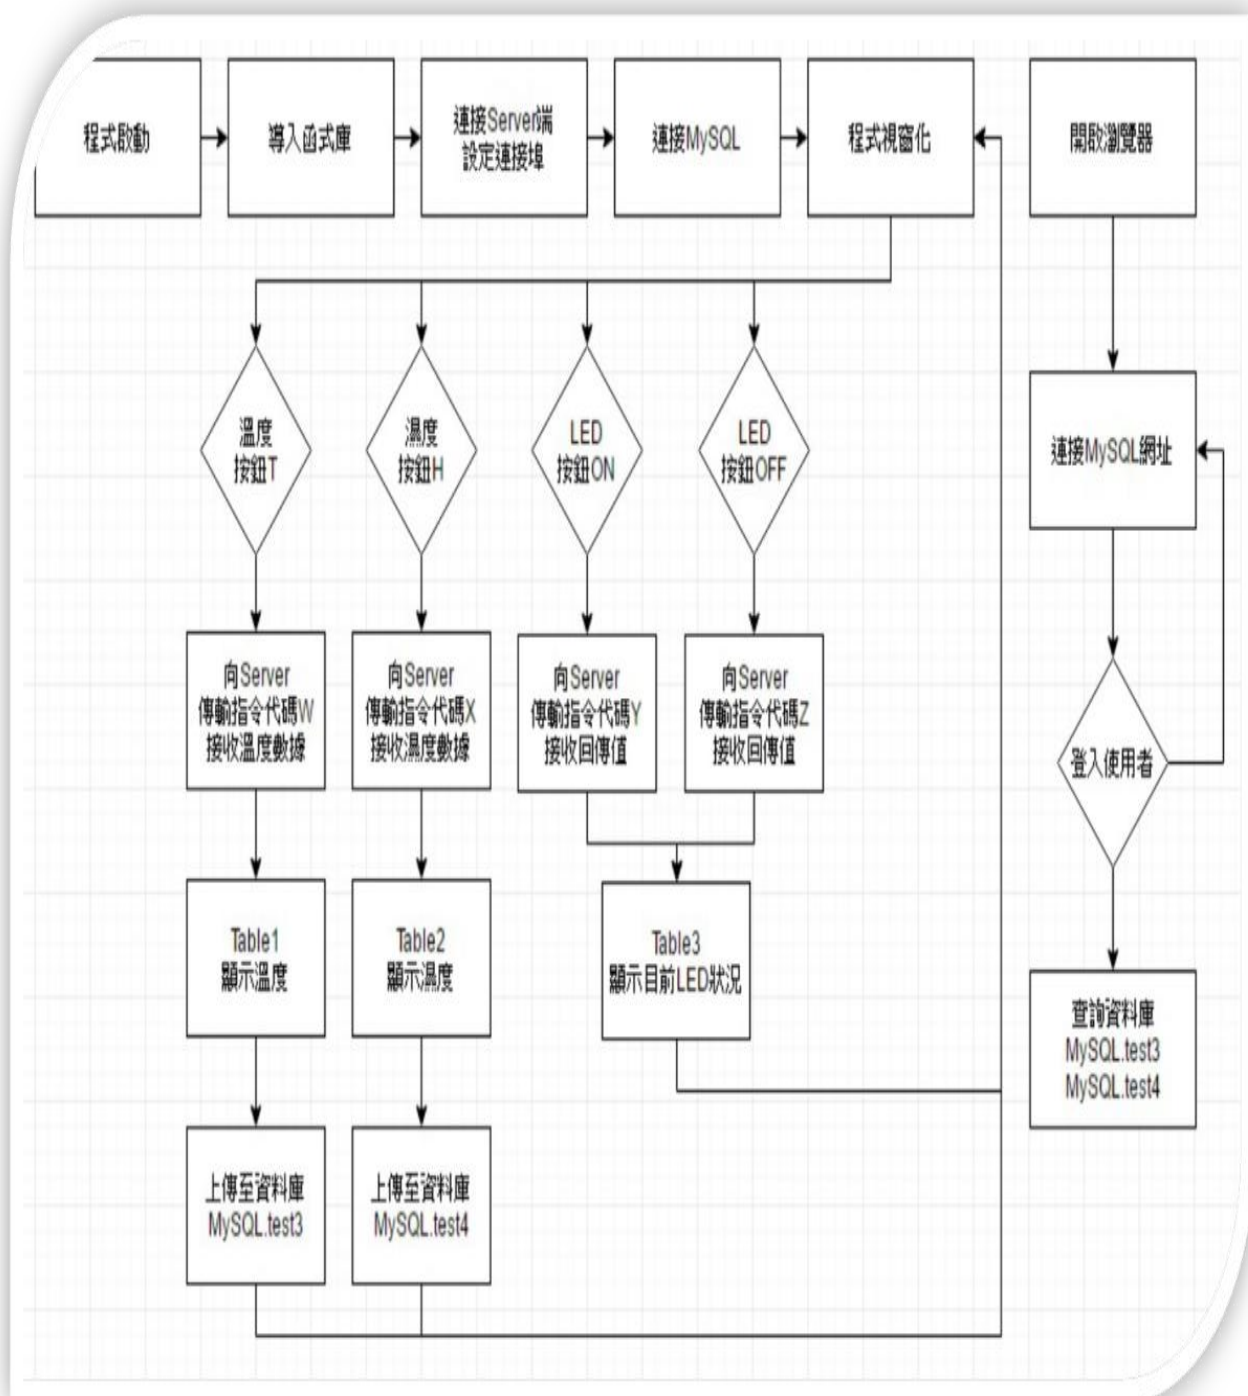 程式啟動
導入函式庫
連接Server端
設定連接埠
連接MySQL
程式視窗化
開啟瀏覽器
溫度
按鈕T
濕度
按鈕H
LED
按鈕ON
LED
按鈕OFF
連接MySQL網址
向Server
傳輸指令代碼W
接收溫度數據
向Server
傳輸指令代碼X
接收濕度數據
向Server
傳輸指令代碼Y
接收回傳值
向Server
傳輸指令代碼Z
接收回傳值
登入使用者
Table1
顯示溫度
Table2
顯示濕度
Table3
顯示目前LED狀況
查詢資料庫
MySQL.test3
MySQL.test4
上傳至資料庫
MySQL.test3
上傳至資料庫
MySQL.test4